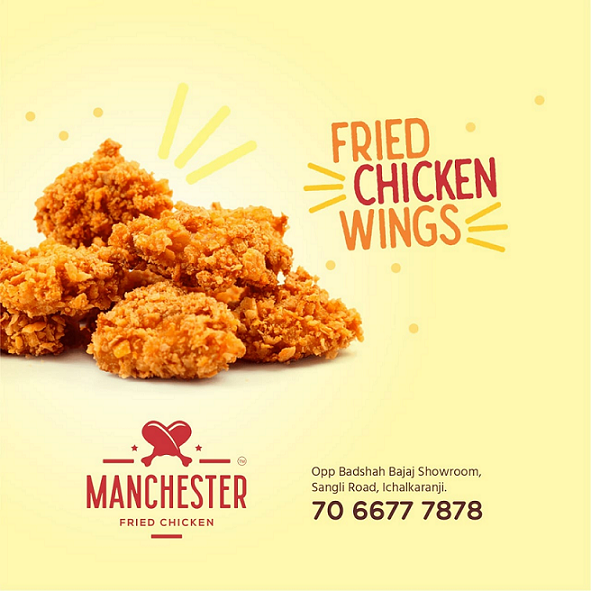 FRIED
CHICKEN
WINGS
TM
MANCHESTER
FRIED CHICKEN
Opp Badshah Bajaj Showroom,
Sangli Road, Ichalkaranji.
70 6677 7878